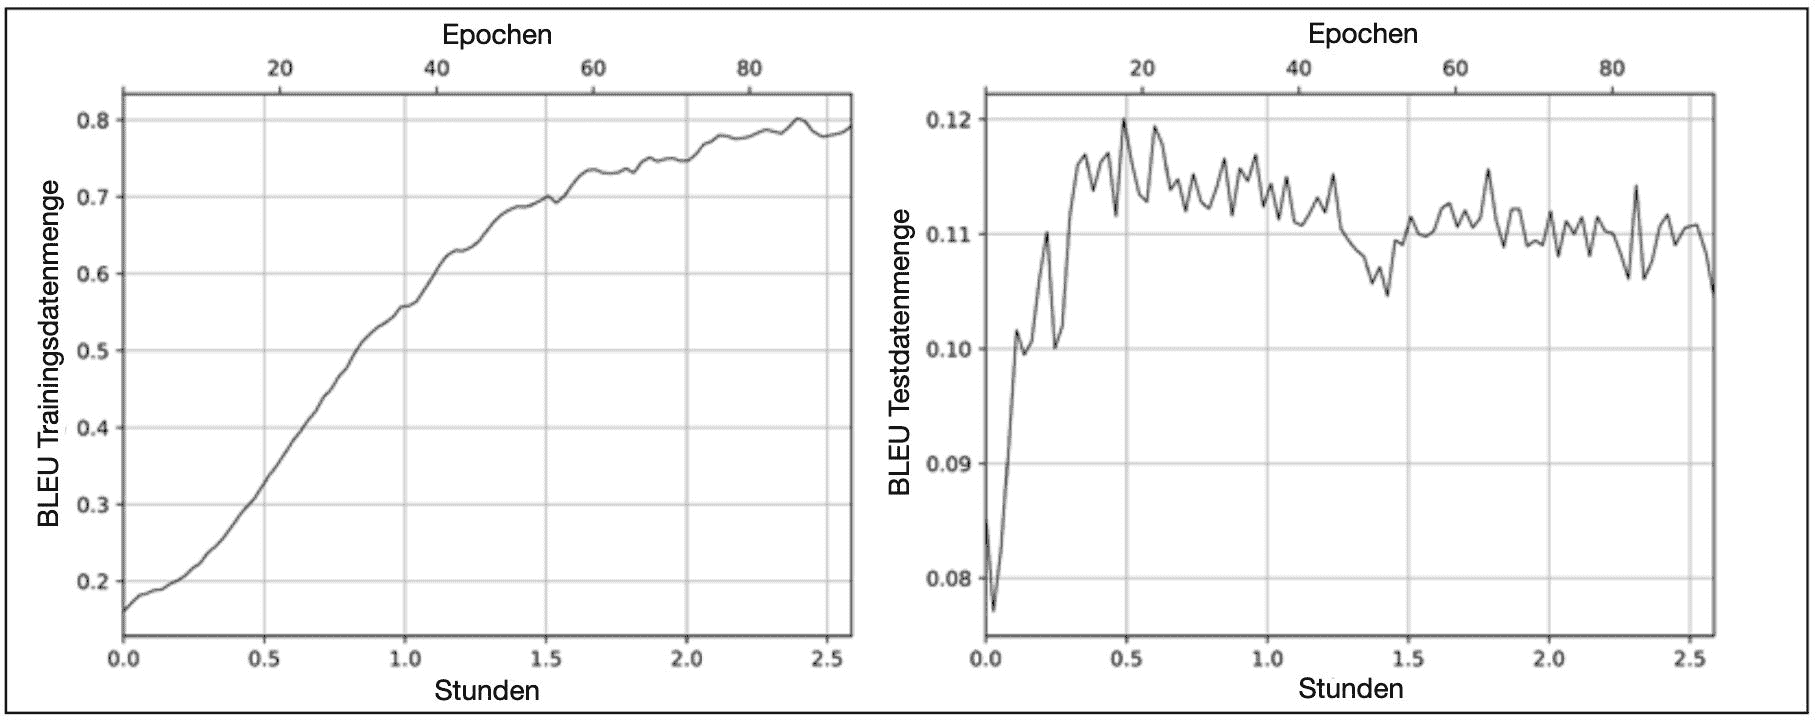 Epochen
20 40 60 80
BLEU Trainingsdatenmenge
0.8
0.7
0.6
0.5
0.4
0.3
0.2
0.0 0.5 1.0 1.5 2.0 2.5
Stunden
Epochen
20 40 60 80
BLEU Testdatenmenge
0.12
0.11
0.10
0.09
0.08
0.0 0.5 1.0 1.5 2.0 2.5
Stunden